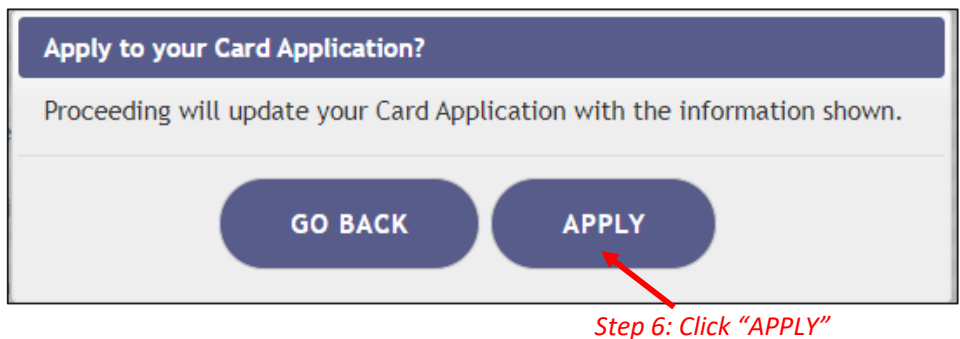 Apply to your Card Application?
Proceeding will update your Card Application with the information shown.
GO BACK
APPLY
Step 6: Click “APPLY”